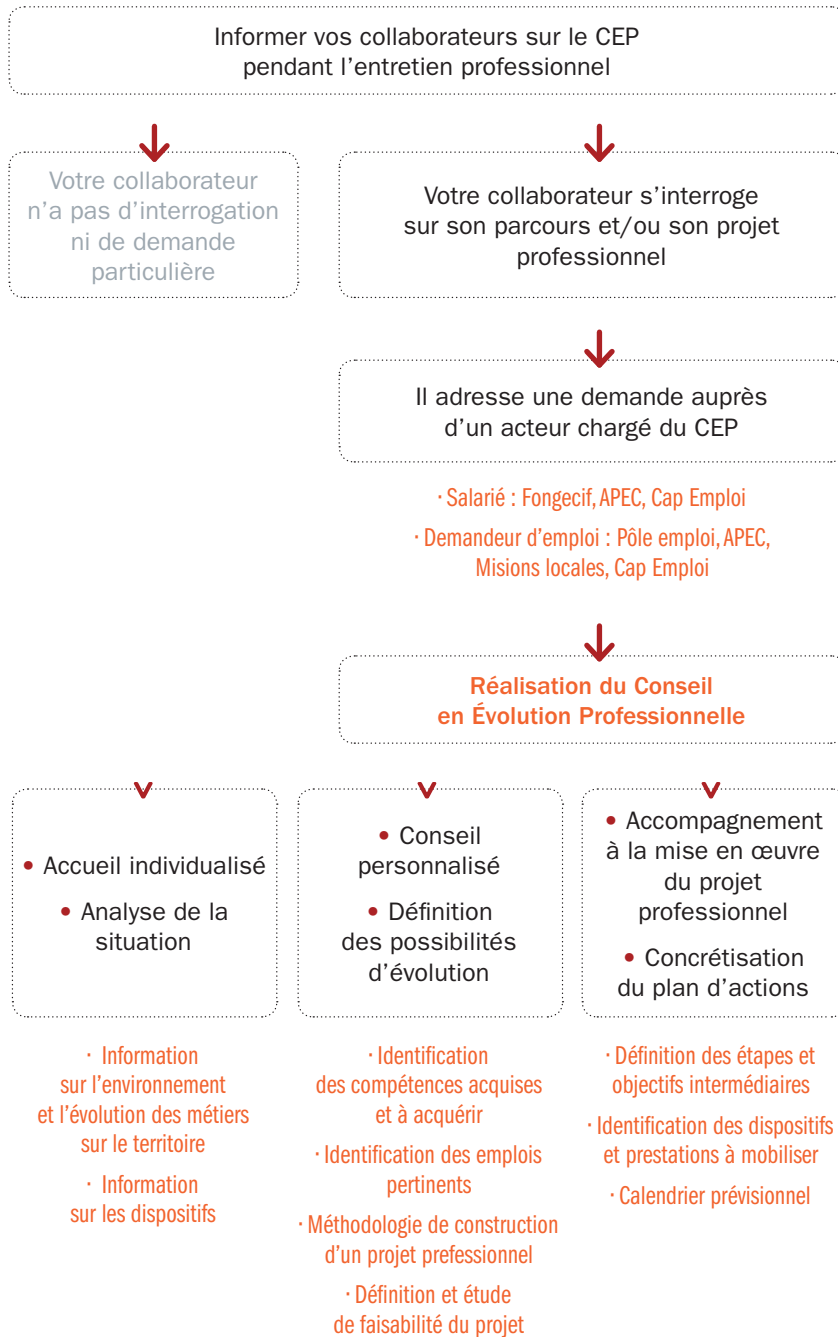 Informer vos collaborateurs sur le CEP
pendant l'entretien professionnel
Votre collaborateur
n'a pas d'interrogation
ni de demande
particulière
Votre collaborateur s'interroge
sur son parcours et/ou son projet
professionnel
Il adresse une demande auprès
d'un acteur chargé du CEP
· Salarié : Fongecif, APEC, Cap Emploi
· Demandeur d'emploi : Pôle emploi, APEC,
Misions locales, Cap Emploi
Réalisation du Conseil
en Évolution Professionnelle
• Accueil individualisé
• Analyse de la
situation
· Information
sur l'environnement
et l'évolution des métiers
sur le territoire
· Information
sur les dispositifs
• Conseil
personnalisé
• Définition
des possibilités
d'évolution
· Identification
des compétences acquises
et à acquérir
· Identification des emplois
pertinents
· Méthodologie de construction
d'un projet prefessionnel
· Définition et étude
de faisabilité du projet
• Accompagnement
à la mise en œuvre
du projet
professionnel
• Concrétisation
du plan d'actions
· Définition des étapes et
objectifs intermédiaires
· Identification des dispositifs
et prestations à mobiliser
· Calendrier prévisionnel